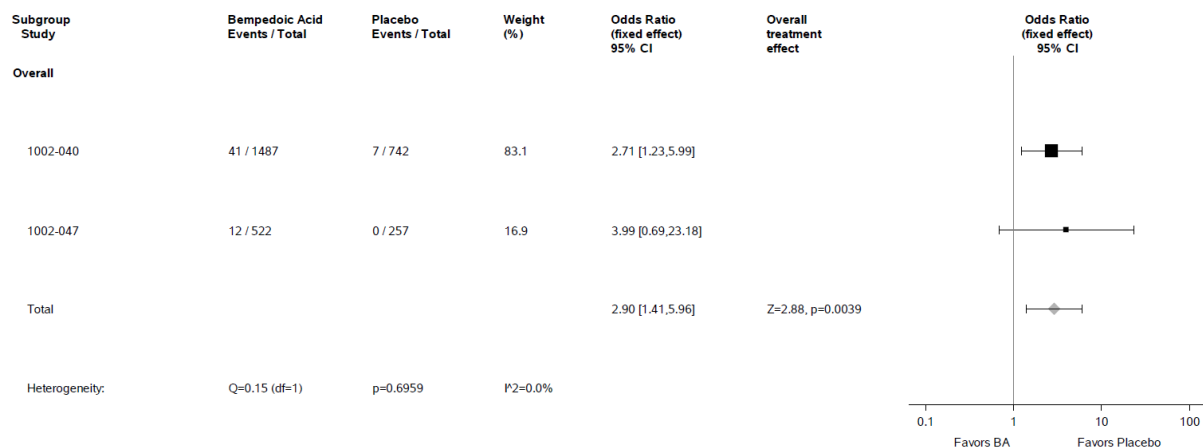 Subgroup Bempedoic Acid Placebo Weight Odds Ratio Overall Odds Ratio
Study Events / Total Events / Total (%) (fixed effect) treatment (fixed effect)
95% CI effect 95% CI
Overall
1002-040 41 / 1487 7 / 742 83.1 2.71 [1.23,5.99]
1002-047 12 / 522 0 / 257 16.9 3.99 [0.69,23.18]
Total 2.90 [1.41,5.96] Z=2.88, p=0.0039
Heterogeneity: Q=0.15 (df=1) p=0.6959 I^2=0.0%
0.1 1 10 100
Favors BA Favors Placebo